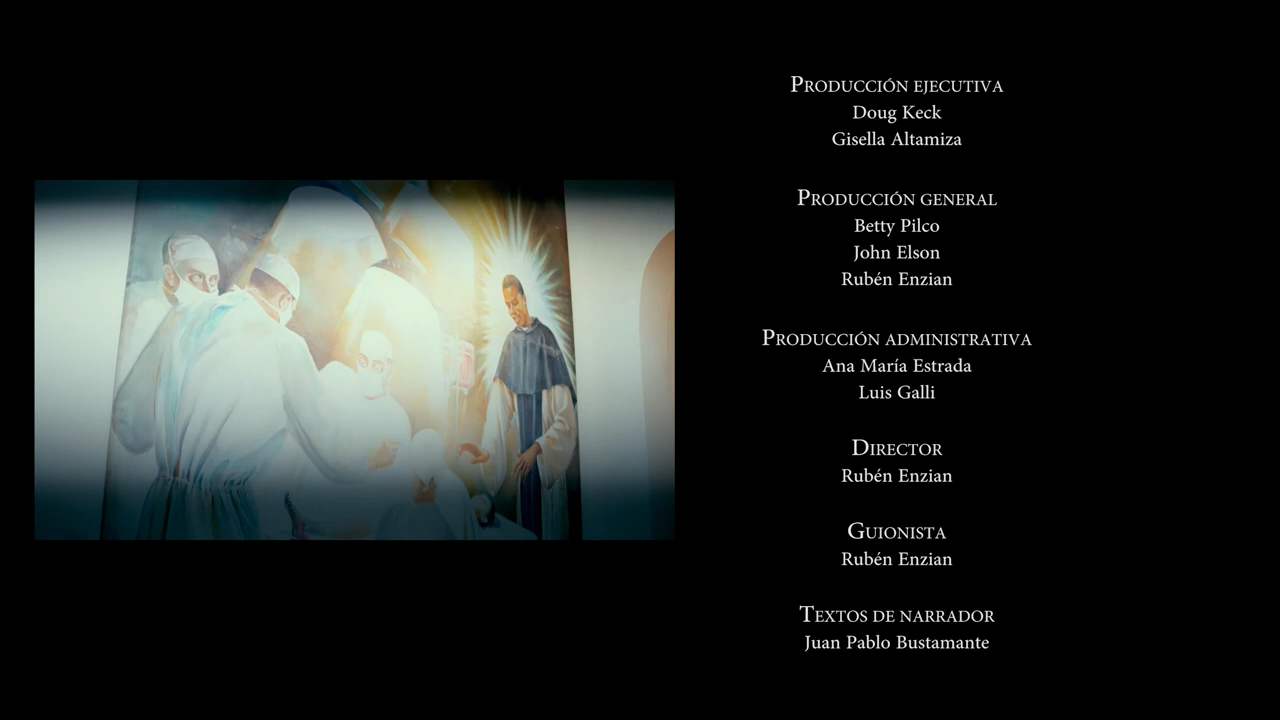 Producción ejecutiva
Doug Keck
Gisella Altamiza
Producción general
Betty Pilco
John Elson
Rubén Enzian
Producción administrativa
Ana María Estrada
Luis Galli
Director
Rubén Enzian
Guionista
Rubén Enzian
Textos de narrador
Juan Pablo Bustamante